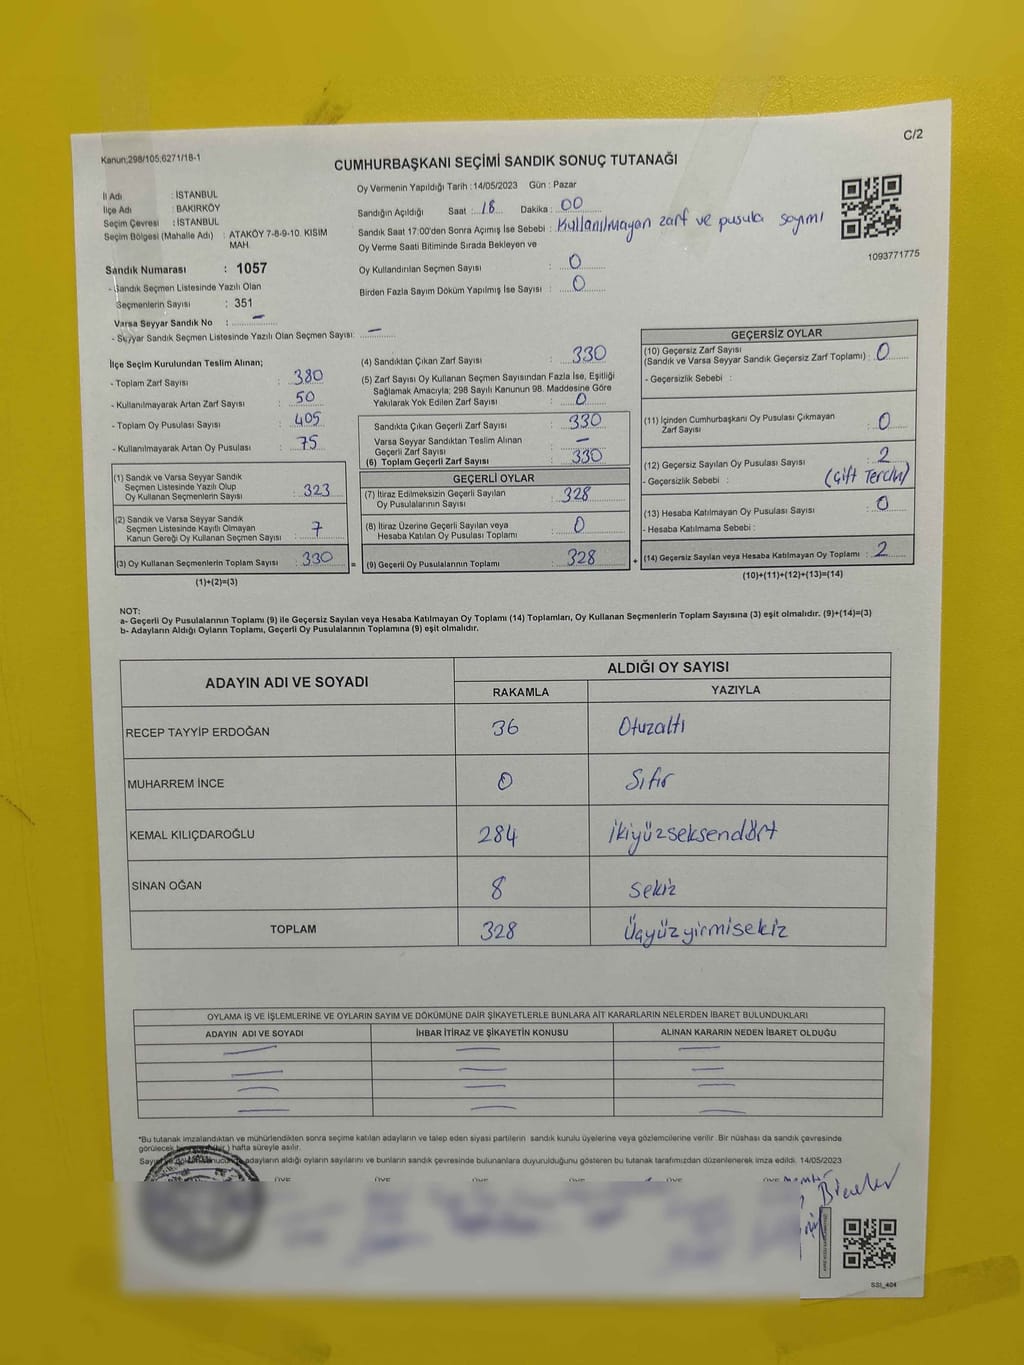 C/2
Kanun;298/105;6271/18-1
CUMHURBAŞKANI SEÇİMİ SANDIK SONUÇ TUTANAĞI
İl Adı : İSTANBUL
İlçe Adı : BAKIRKÖY
Seçim Çevresi : İSTANBUL
Seçim Bölgesi (Mahalle Adı) : ATAKÖY 7-8-9-10. KISIM
MAH.
Sandık Numarası : 1057
- Sandık Seçmen Listesinde Yazılı Olan
Seçmenlerin Sayısı : 351
Varsa Seyyar Sandık No : —
- Seyyar Sandık Seçmen Listesinde Yazılı Olan Seçmen Sayısı: —
Oy Vermenin Yapıldığı Tarih : 14/05/2023 Gün : Pazar
Sandığın Açıldığı Saat : 18 Dakika : 00
Sandık Saat 17:00'den Sonra Açımış İse Sebebi : Kullanılmayan zarf ve pusula sayımı
Oy Verme Saati Bitiminde Sırada Bekleyen ve
Oy Kullandırılan Seçmen Sayısı : 0
Birden Fazla Sayım Döküm Yapılmış İse Sayısı : 0
1093771775
İlçe Seçim Kurulundan Teslim Alınan;
- Toplam Zarf Sayısı : 380
- Kullanılmayarak Artan Zarf Sayısı : 50
- Toplam Oy Pusulası Sayısı : 405
- Kullanılmayarak Artan Oy Pusulası : 75
(1) Sandık ve Varsa Seyyar Sandık
Seçmen Listesinde Yazılı Olup
Oy Kullanan Seçmenlerin Sayısı : 323
(2) Sandık ve Varsa Seyyar Sandık
Seçmen Listesinde Kayıtlı Olmayan
Kanun Gereği Oy Kullanan Seçmen Sayısı : 7
(3) Oy Kullanan Seçmenlerin Toplam Sayısı : 330
(1)+(2)=(3)
(4) Sandıktan Çıkan Zarf Sayısı : 330
(5) Zarf Sayısı Oy Kullanan Seçmen Sayısından Fazla İse, Eşitliği
Sağlamak Amacıyla; 298 Sayılı Kanunun 98. Maddesine Göre
Yakılarak Yok Edilen Zarf Sayısı : 0
Sandıkta Çıkan Geçerli Zarf Sayısı : 330
Varsa Seyyar Sandıktan Teslim Alınan
Geçerli Zarf Sayısı : —
(6) Toplam Geçerli Zarf Sayısı : 330
GEÇERLİ OYLAR
(7) İtiraz Edilmeksizin Geçerli Sayılan
Oy Pusulasının Sayısı : 328
(8) İtiraz Üzerine Geçerli Sayılan veya
Hesaba Katılan Oy Pusulası Toplamı : 0
= (9) Geçerli Oy Pusulalarının Toplamı : 328
GEÇERSİZ OYLAR
(10) Geçersiz Zarf Sayısı
(Sandık ve Varsa Seyyar Sandık Geçersiz Zarf Toplamı) : 0
- Geçersizlik Sebebi :
(11) İçinden Cumhurbaşkanı Oy Pusulası Çıkmayan
Zarf Sayısı : 0
(12) Geçersiz Sayılan Oy Pusulası Sayısı : 2
- Geçersizlik Sebebi : (Çift Tercih)
(13) Hesaba Katılmayan Oy Pusulası Sayısı : 0
- Hesaba Katılmama Sebebi :
+ (14) Geçersiz Sayılan veya Hesaba Katılmayan Oy Toplamı : 2
(10)+(11)+(12)+(13)=(14)
NOT:
a- Geçerli Oy Pusulalarının Toplamı (9) ile Geçersiz Sayılan veya Hesaba Katılmayan Oy Toplamı (14) Toplamları, Oy Kullanan Seçmenlerin Toplam Sayısına (3) eşit olmalıdır. (9)+(14)=(3)
b- Adayların Aldığı Oyların Toplamı, Geçerli Oy Pusulalarının Toplamına (9) eşit olmalıdır.
ADAYIN ADI VE SOYADI
ALDIĞI OY SAYISI
RAKAMLA YAZIYLA
RECEP TAYYİP ERDOĞAN 36 Otuzaltı
MUHARREM İNCE 0 Sıfır
KEMAL KILIÇDAROĞLU 284 İkiyüzseksendört
SİNAN OĞAN 8 Sekiz
TOPLAM 328 Üçyüzyirmisekiz
OYLAMA İŞ VE İŞLEMLERİNE VE OYLARIN SAYIM VE DÖKÜMÜNE DAİR ŞİKAYETLERLE BUNLARA AİT KARARLARIN NELERDEN İBARET BULUNDUKLARI
ADAYIN ADI VE SOYADI İHBAR İTİRAZ VE ŞİKAYETİN KONUSU ALINAN KARARIN NEDEN İBARET OLDUĞU
*Bu tutanak imzalandıktan ve mühürlendikten sonra seçime katılan adayların ve talep eden siyasi partilerin sandık kurulu üyelerine veya gözlemcilerine verilir. Bir nüshası da sandık çevresinde
görülecek hafta süreyle asılır.
adayların aldığı oyların sayılarını ve bunların sandık çevresinde bulunanlara duyurulduğunu gösteren bu tutanak tarafımızdan düzenlenerek imza edildi. 14/05/2023
ÜYE ÜYE ÜYE ÜYE ÜYE ÜYE
SSI_404